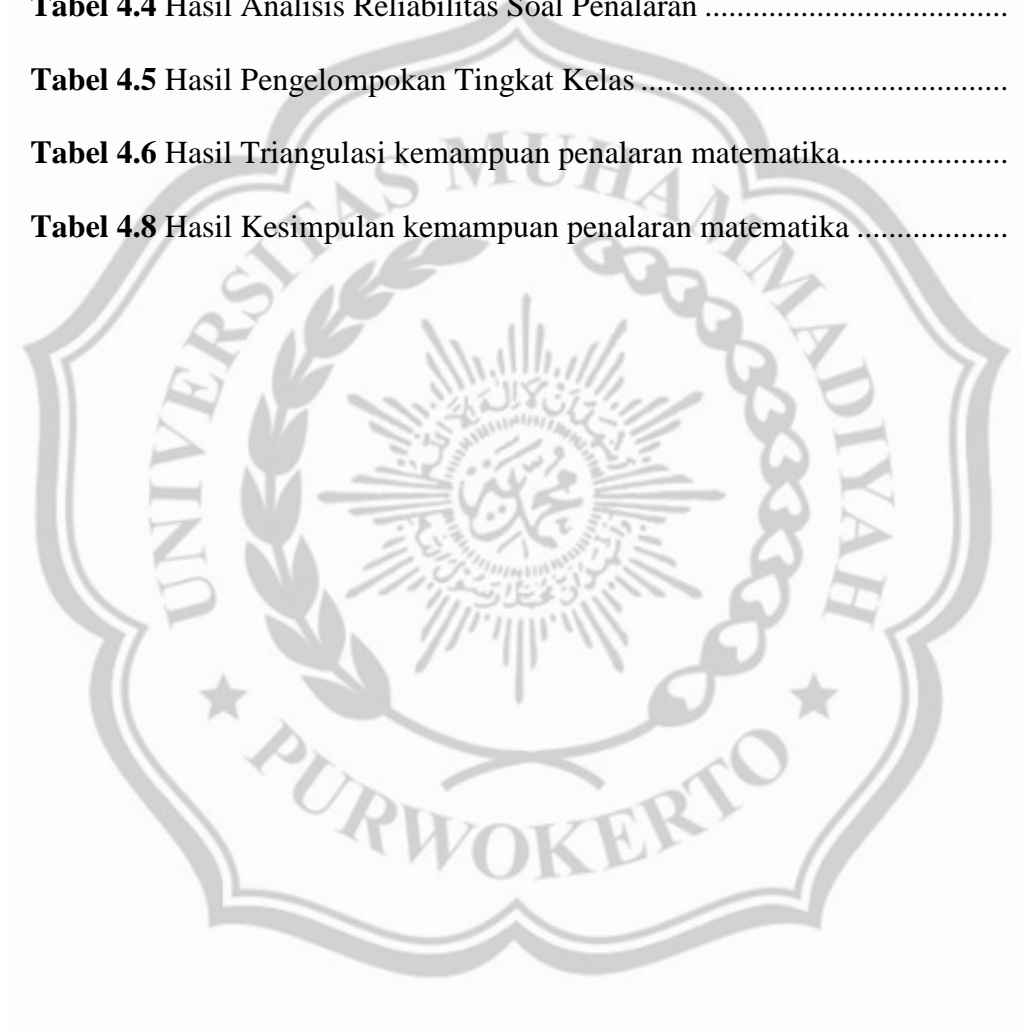 Tabel 4.4 Hasil Analisis Reliabilitas Soal Penalaran ......................................
Tabel 4.5 Hasil Pengelompokan Tingkat Kelas ..............................................
Tabel 4.6 Hasil Triangulasi kemampuan penalaran matematika.....................
Tabel 4.8 Hasil Kesimpulan kemampuan penalaran matematika ...................
UNIVERSITAS MUHAMMADIYAH
PURWOKERTO